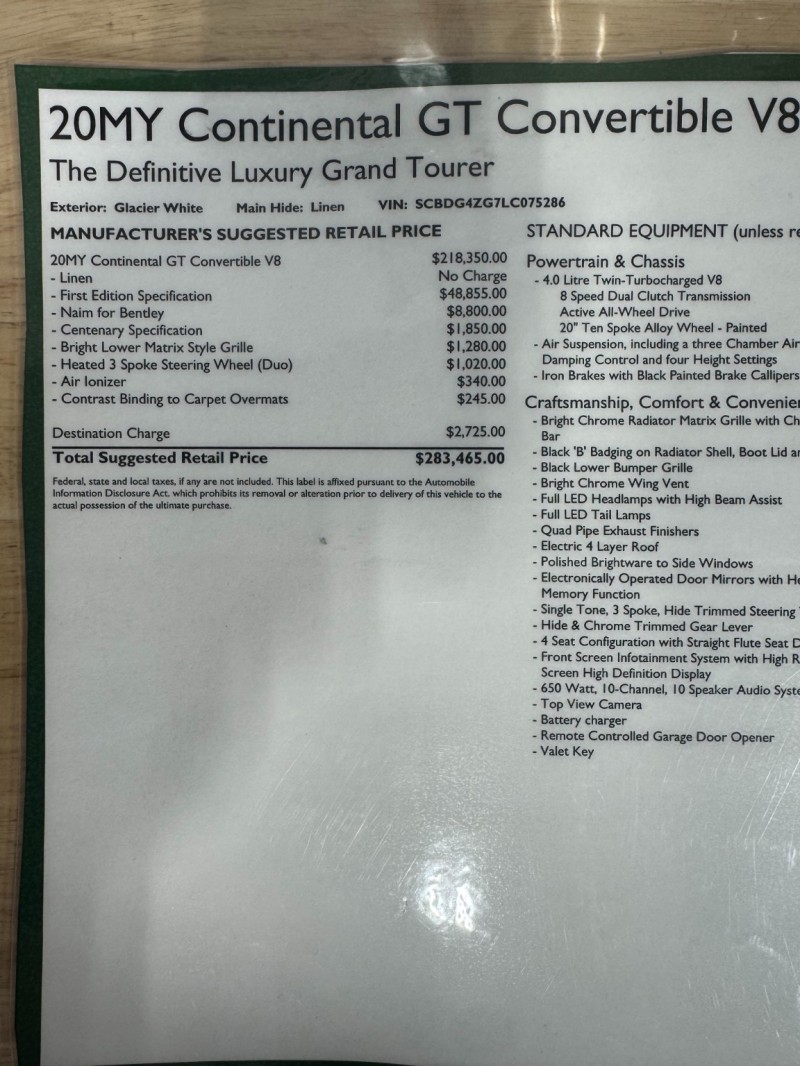 20MY Continental GT Convertible V8
The Definitive Luxury Grand Tourer
Exterior: Glacier White Main Hide: Linen VIN: SCBDG4ZG7LC075286
MANUFACTURER'S SUGGESTED RETAIL PRICE
20MY Continental GT Convertible V8 $218,350.00
- Linen No Charge
- First Edition Specification $48,855.00
- Naim for Bentley $8,800.00
- Centenary Specification $1,850.00
- Bright Lower Matrix Style Grille $1,280.00
- Heated 3 Spoke Steering Wheel (Duo) $1,020.00
- Air Ionizer $340.00
- Contrast Binding to Carpet Overmats $245.00
Destination Charge $2,725.00
Total Suggested Retail Price $283,465.00
Federal, state and local taxes, if any are not included. This label is affixed pursuant to the Automobile
Information Disclosure Act. which prohibits its removal or alteration prior to delivery of this vehicle to the
actual possession of the ultimate purchase.
STANDARD EQUIPMENT (unless
Powertrain & Chassis
- 4.0 Litre Twin-Turbocharged V8
8 Speed Dual Clutch Transmission
Active All-Wheel Drive
20" Ten Spoke Alloy Wheel - Painted
- Air Suspension, including a three Chamber Air
Damping Control and four Height Settings
- Iron Brakes with Black Painted Brake Callipers
Craftsmanship, Comfort &
- Bright Chrome Radiator Matrix Grille with
Bar
- Black 'B' Badging on Radiator Shell, Boot Lid
- Black Lower Bumper Grille
- Bright Chrome Wing Vent
- Full LED Headlamps with High Beam Assist
- Full LED Tail Lamps
- Quad Pipe Exhaust Finishers
- Electric 4 Layer Roof
- Polished Brightware to Side Windows
- Electronically Operated Door Mirrors with
Memory Function
- Single Tone, 3 Spoke, Hide Trimmed Steering
- Hide & Chrome Trimmed Gear Lever
- 4 Seat Configuration with Straight Flute Seat
- Front Screen Infotainment System with High
Screen High Definition Display
- 650 Watt, 10-Channel, 10 Speaker Audio
- Top View Camera
- Battery charger
- Remote Controlled Garage Door Opener
- Valet Key